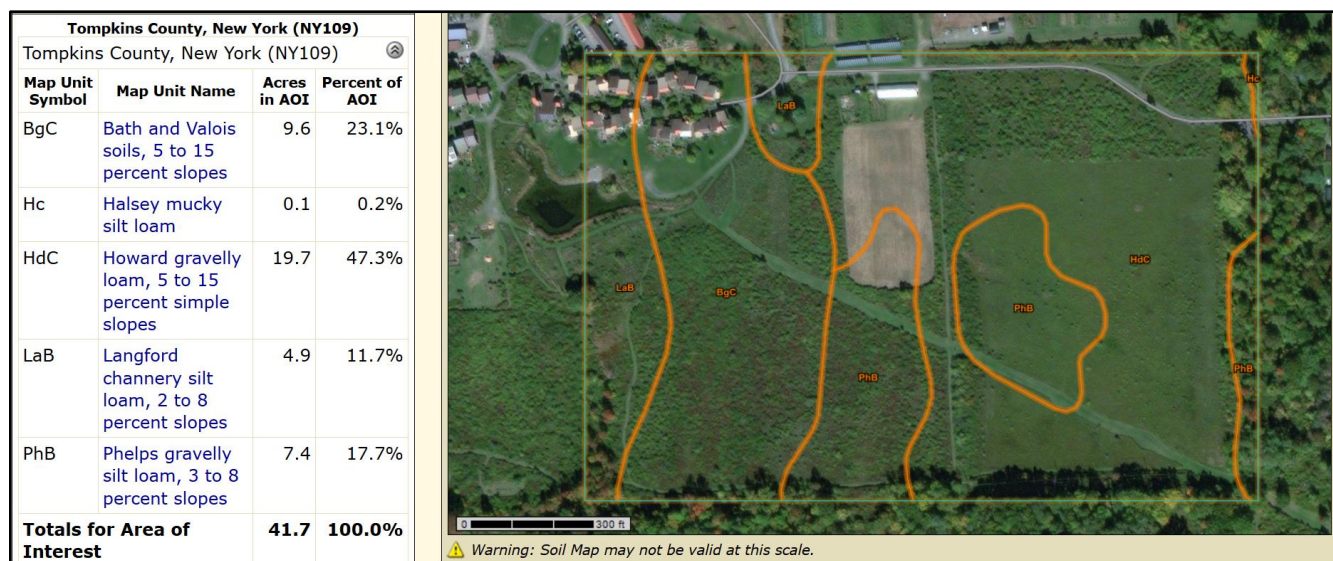 Tompkins County, New York (NY109)
Tompkins County, New York (NY109)
Map Unit Symbol
Map Unit Name
Acres in AOI
Percent of AOI
BgC
Bath and Valois
soils, 5 to 15
percent slopes
9.6
23.1%
Hc
Halsey mucky
silt loam
0.1
0.2%
HdC
Howard gravelly
loam, 5 to 15
percent simple
slopes
19.7
47.3%
LaB
Langford
channery silt
loam, 2 to 8
percent slopes
4.9
11.7%
PhB
Phelps gravelly
silt loam, 3 to 8
percent slopes
7.4
17.7%
Totals for Area of
Interest
41.7
100.0%
Hc
LaB
HdC
LaB
BgC
PhB
PhB
PhB
0 300 ft
Warning: Soil Map may not be valid at this scale.